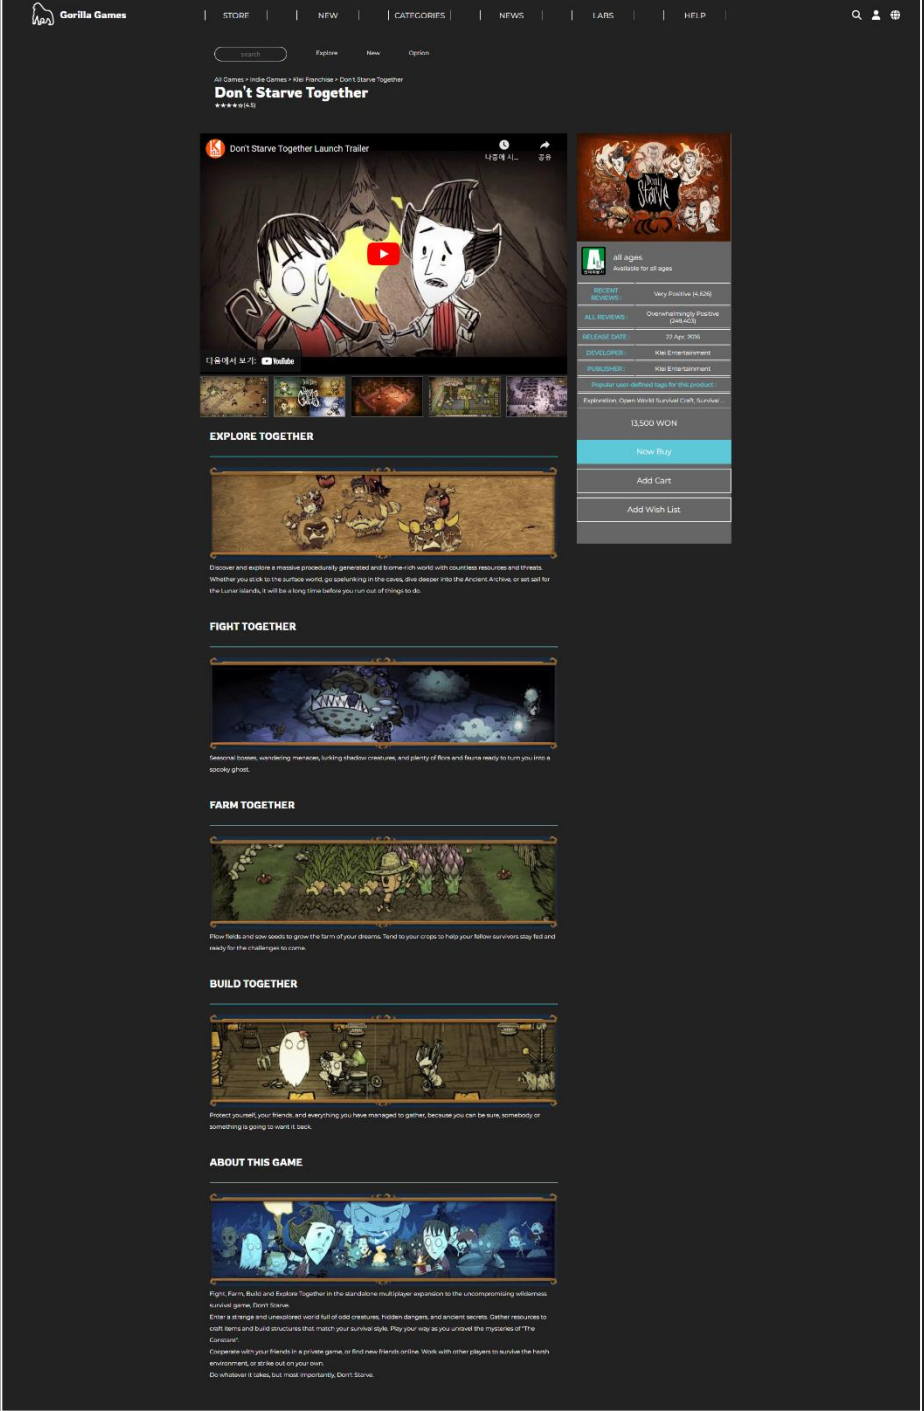 Gorilla Games
STORE
NEW
CATEGORIES
NEWS
LABS
HELP
search
Explore
New
Option
All Games > Indie Games > Klei Franchise > Don't Starve Together
Don't Starve Together
★★★★☆(4.5)
Don't Starve Together Launch Trailer
나중에 시...
공유
다음에서 보기: YouTube
Don't
Starve
all ages
Available for all ages
RECENT
REVIEWS :
Very Positive (4,626)
ALL REVIEWS :
Overwhelmingly Positive
RELEASE DATE :
22 Apr, 2016
DEVELOPER :
Klei Entertainment
PUBLISHER :
Klei Entertainment
Popular user-defined tags for this product :
Exploration, Open World Survival Craft, Survival ...
13,500 WON
Now Buy
Add Cart
Add Wish List
EXPLORE TOGETHER
Discover and explore a massive procedurally generated and biome-rich world with countless resources and threats.
Whether you stick to the surface world, go spelunking in the caves, dive deeper into the Ancient Archive, or set sail for
the Lunar islands, it will be a long time before you run out of things to do.
FIGHT TOGETHER
Seasonal bosses, wandering menaces, lurking shadow creatures, and plenty of flora and fauna ready to turn you into a
spooky ghost.
FARM TOGETHER
Plow fields and sow seeds to grow the farm of your dreams. Tend to your crops to help your fellow survivors stay fed and
ready for the challenges to come.
BUILD TOGETHER
Protect yourself, your friends, and everything you have managed to gather, because you can be sure, somebody or
something is going to want it back.
ABOUT THIS GAME
Fight, Farm, Build and Explore Together in the standalone multiplayer expansion to the uncompromising wilderness
survival game, Don't Starve.
Enter a strange and unexplored world full of odd creatures, hidden dangers, and ancient secrets. Gather resources to
craft items and build structures that match your survival style. Play your way as you unravel the mysteries of "The
Constant".
Cooperate with your friends in a private game, or find new friends online. Work with other players to survive the harsh
environment, or strike out on your own.
Do whatever it takes, but most importantly, Don't Starve.